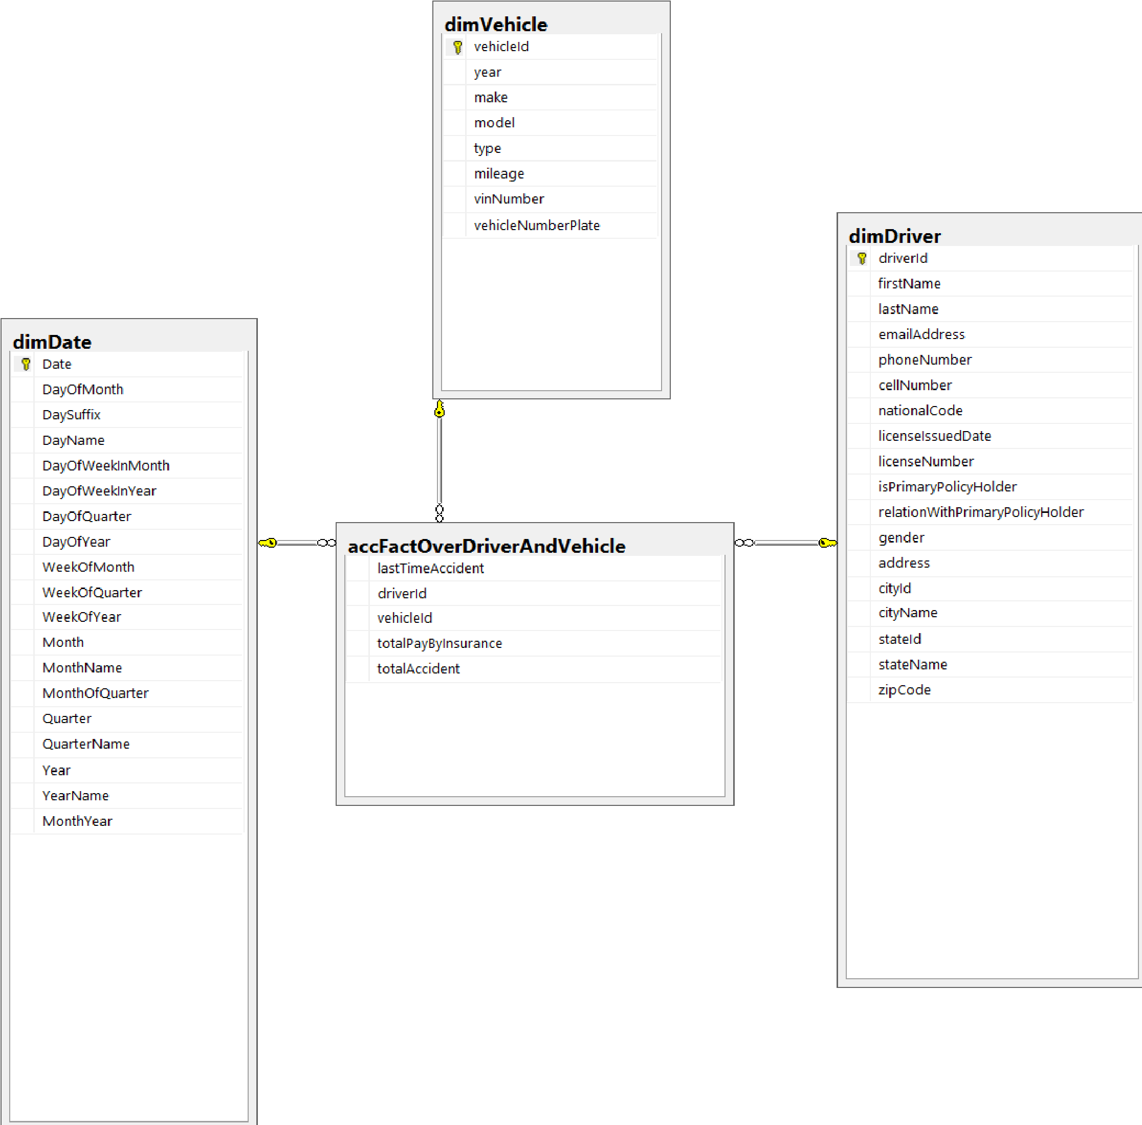 dimVehicle
vehicleId
year
make
model
type
mileage
vinNumber
vehicleNumberPlate
dimDriver
driverId
firstName
lastName
emailAddress
phoneNumber
cellNumber
nationalCode
licenseIssuedDate
licenseNumber
isPrimaryPolicyHolder
relationWithPrimaryPolicyHolder
gender
address
cityId
cityName
stateId
stateName
zipCode
dimDate
Date
DayOfMonth
DaySuffix
DayName
DayOfWeekInMonth
DayOfWeekInYear
DayOfQuarter
DayOfYear
WeekOfMonth
WeekOfQuarter
WeekOfYear
Month
MonthName
MonthOfQuarter
Quarter
QuarterName
Year
YearName
MonthYear
accFactOverDriverAndVehicle
lastTimeAccident
driverId
vehicleId
totalPayByInsurance
totalAccident